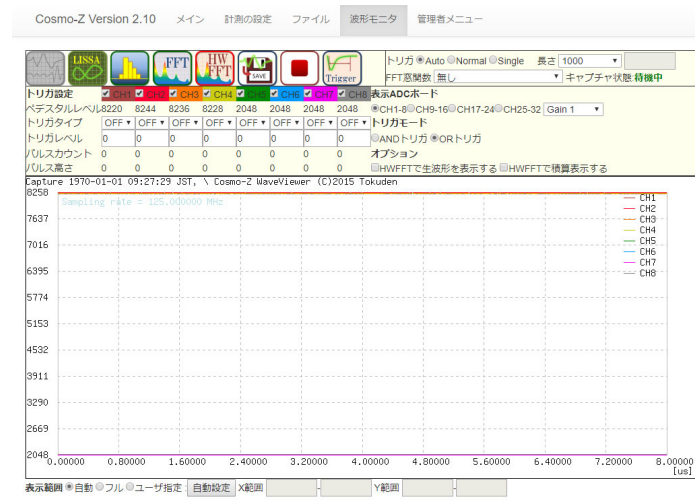 Cosmo-Z Version 2.10 メイン 計測の設定 ファイル 波形モニタ 管理者メニュー
LISSA FFT HW FFT SAVE Trigger
トリガ Auto Normal Single 長さ 1000
FFT窓関数 無し キャプチャ状態 待機中
トリガ設定 CH1 CH2 CH3 CH4 CH5 CH6 CH7 CH8 表示ADCボード
ペデスタルレベル 8220 8244 8236 8228 2048 2048 2048 2048 CH1-8 CH9-16 CH17-24 CH25-32 Gain 1
トリガタイプ OFF OFF OFF OFF OFF OFF OFF OFF トリガモード
トリガレベル 0 0 0 0 0 0 0 0 ANDトリガ ORトリガ
パルスカウント 0 0 0 0 0 0 0 0 オプション
パルス高さ 0 0 0 0 0 0 0 0 HWFFTで生波形を表示する HWFFTで積算表示する
Capture 1970-01-01 09:27:29 JST, \ Cosmo-Z WaveViewer (C)2015 Tokuden
8258
Sampling rate = 125.000000 MHz
CH1
CH2
CH3
CH4
CH5
CH6
CH7
CH8
7637
7016
6395
5774
5153
4532
3911
3290
2669
2048
0.00000 0.80000 1.60000 2.40000 3.20000 4.00000 4.80000 5.60000 6.40000 7.20000 8.00000
[us]
表示範囲 自動 フル ユーザ指定 : 自動設定 X範囲 - Y範囲 -